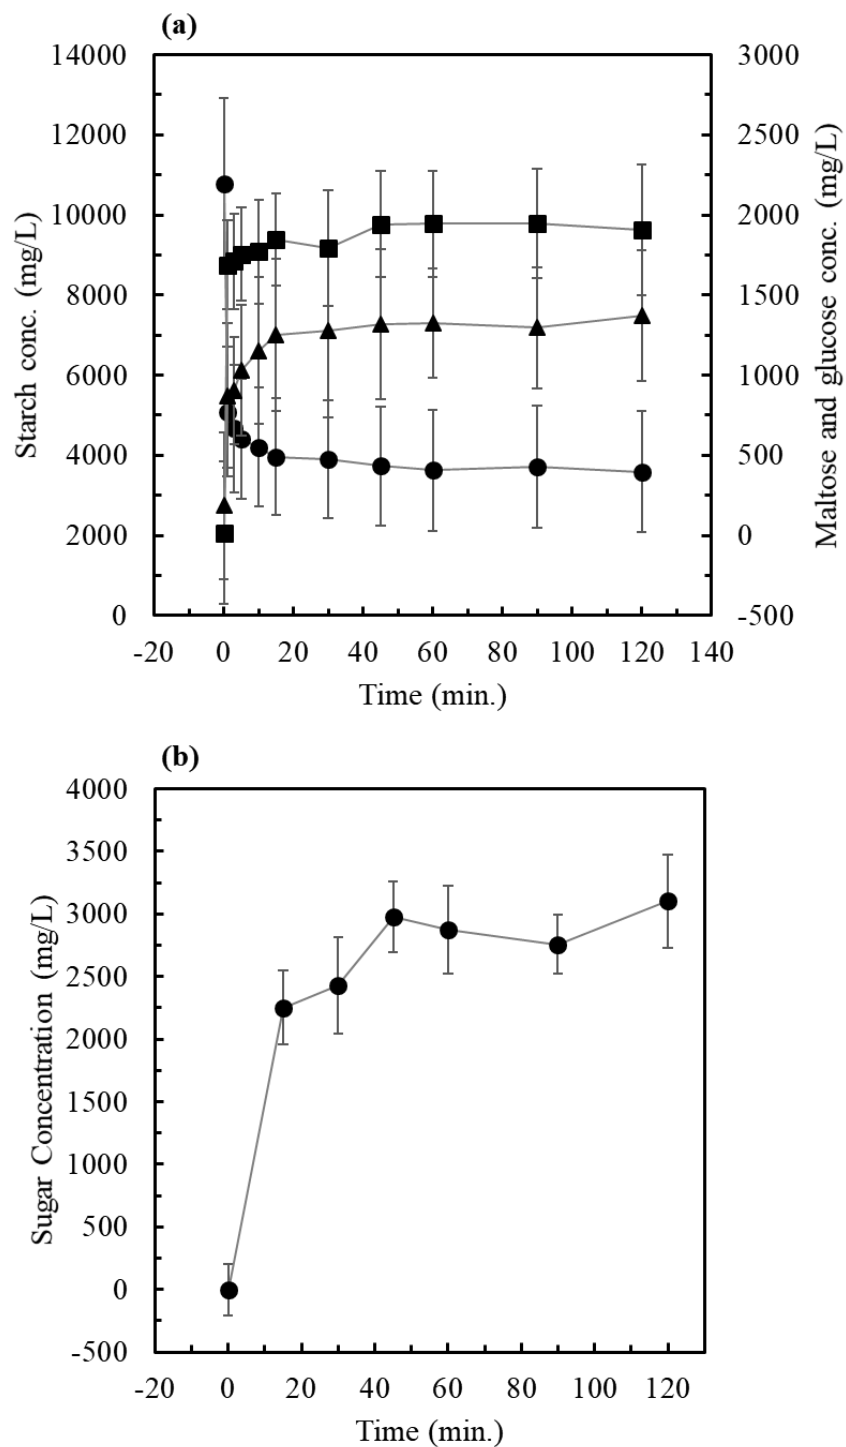 (a)
14000
12000
10000
8000
6000
4000
2000
0
Starch conc. (mg/L)
3000
2500
2000
1500
1000
500
0
-500
Maltose and glucose conc. (mg/L)
-20 0 20 40 60 80 100 120 140
Time (min.)
(b)
4000
3500
3000
2500
2000
1500
1000
500
0
-500
Sugar Concentration (mg/L)
-20 0 20 40 60 80 100 120
Time (min.)